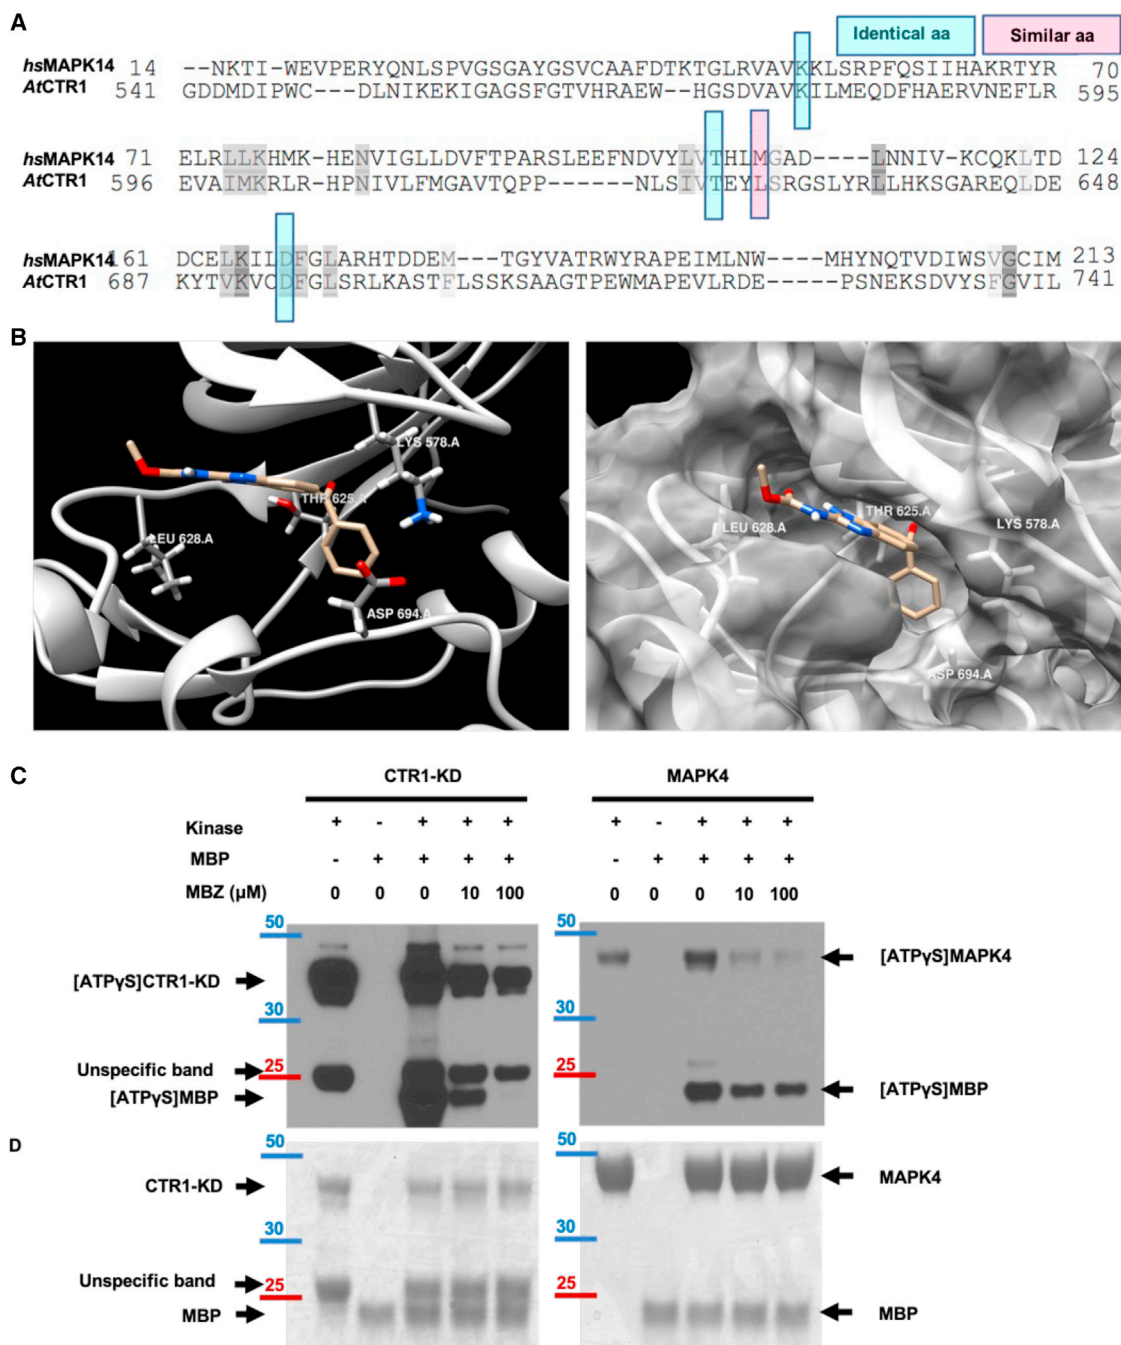 A
Identical aa
Similar aa
hsMAPK14 14 --NKTI-WEVPERYQNLSPVGSGAYGSVCAAFDTKTGLRVAVKKLSRPFQSIIHAKRTYR 70
AtCTR1 541 GDDMDIPWC---DLNIKEKIGAGSFGTVHRAEW--HGSDVAVKILMEQDFHAERVNEFLR 595
hsMAPK14 71 ELRLLKHMK-HENVIGLLDVFTPARSLEEFNDVYLVTHLMGAD----LNNIV-KCQKLTD 124
AtCTR1 596 EVAIMKRLR-HPNIVLFMGAVTQPP------NLSIVTEYLSRGSLYRLLHKSGAREQLDE 648
hsMAPK14 161 DCELKILDFGLARHTDDEM---TGYVATRWYRAPEIMLNW----MHYNQTVDIWSVGCIM 213
AtCTR1 687 KYTVKVCDFGLSRLKASTFLSSKSAAGTPEWMAPEVLRDE-----PSNEKSDVYSFGVIL 741
B
LYS 578.A
THR 625.A
LEU 628.A
ASP 694.A
THR 625.A
LYS 578.A
LEU 628.A
ASP 694.A
C
CTR1-KD
MAPK4
Kinase + - + + + + - + + +
MBP - + + + + - + + + +
MBZ (µM) 0 0 0 10 100 0 0 0 10 100
50
50
[ATPγS]CTR1-KD
[ATPγS]MAPK4
30
30
Unspecific band
25
25
[ATPγS]MBP
[ATPγS]MBP
D
50
50
CTR1-KD
MAPK4
30
30
Unspecific band
25
25
MBP
MBP